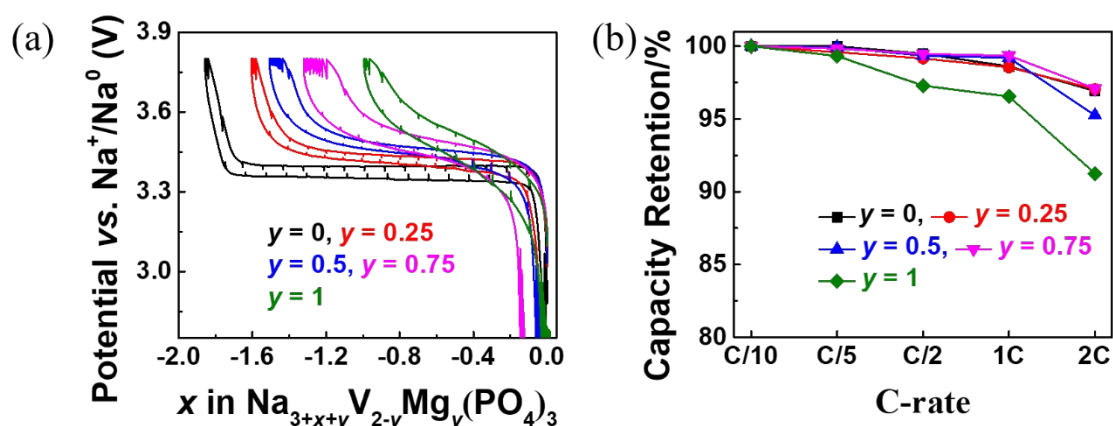 (a)
Potential vs. Na⁺/Na⁰ (V)
3.9
3.6
3.3
3.0
y = 0, y = 0.25
y = 0.5, y = 0.75
y = 1
-2.0 -1.6 -1.2 -0.8 -0.4 0.0
x in Na₃₊ₓ₊ᵧV₂₋ᵧMgᵧ(PO₄)₃
(b)
Capacity Retention/%
100
95
90
85
80
y = 0, y = 0.25
y = 0.5, y = 0.75
y = 1
C/10 C/5 C/2 1C 2C
C-rate